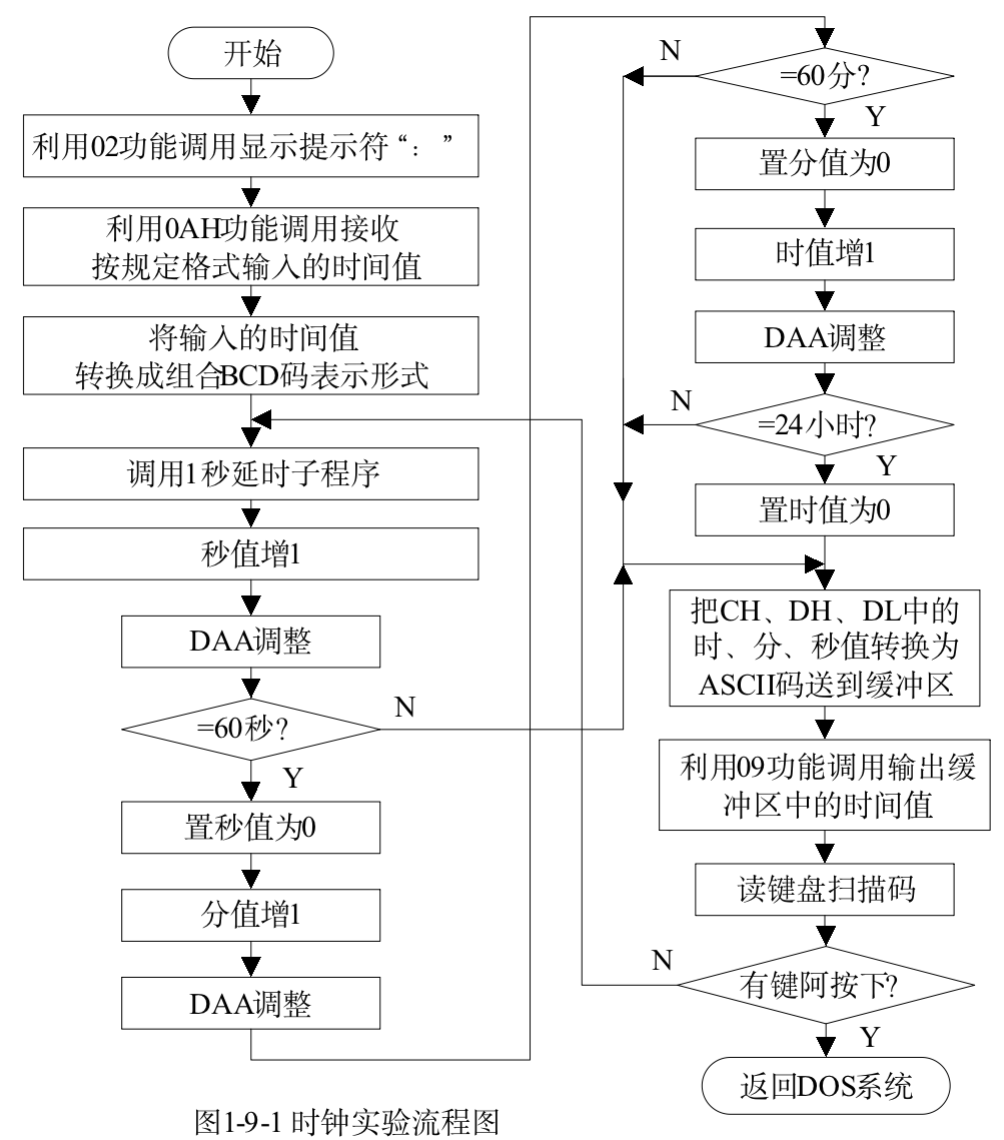 开始
利用02功能调用显示提示符“：”
利用0AH功能调用接收
按规定格式输入的时间值
将输入的时间值
转换成组合BCD码表示形式
调用1秒延时子程序
秒值增1
DAA调整
=60秒?
N
Y
置秒值为0
分值增1
DAA调整
=60分?
N
Y
置分值为0
时值增1
DAA调整
=24小时?
N
Y
置时值为0
把CH、DH、DL中的
时、分、秒值转换为
ASCII码送到缓冲区
利用09功能调用输出缓
冲区中的时间值
读键盘扫描码
有键阿按下?
N
Y
返回DOS系统
图1-9-1 时钟实验流程图